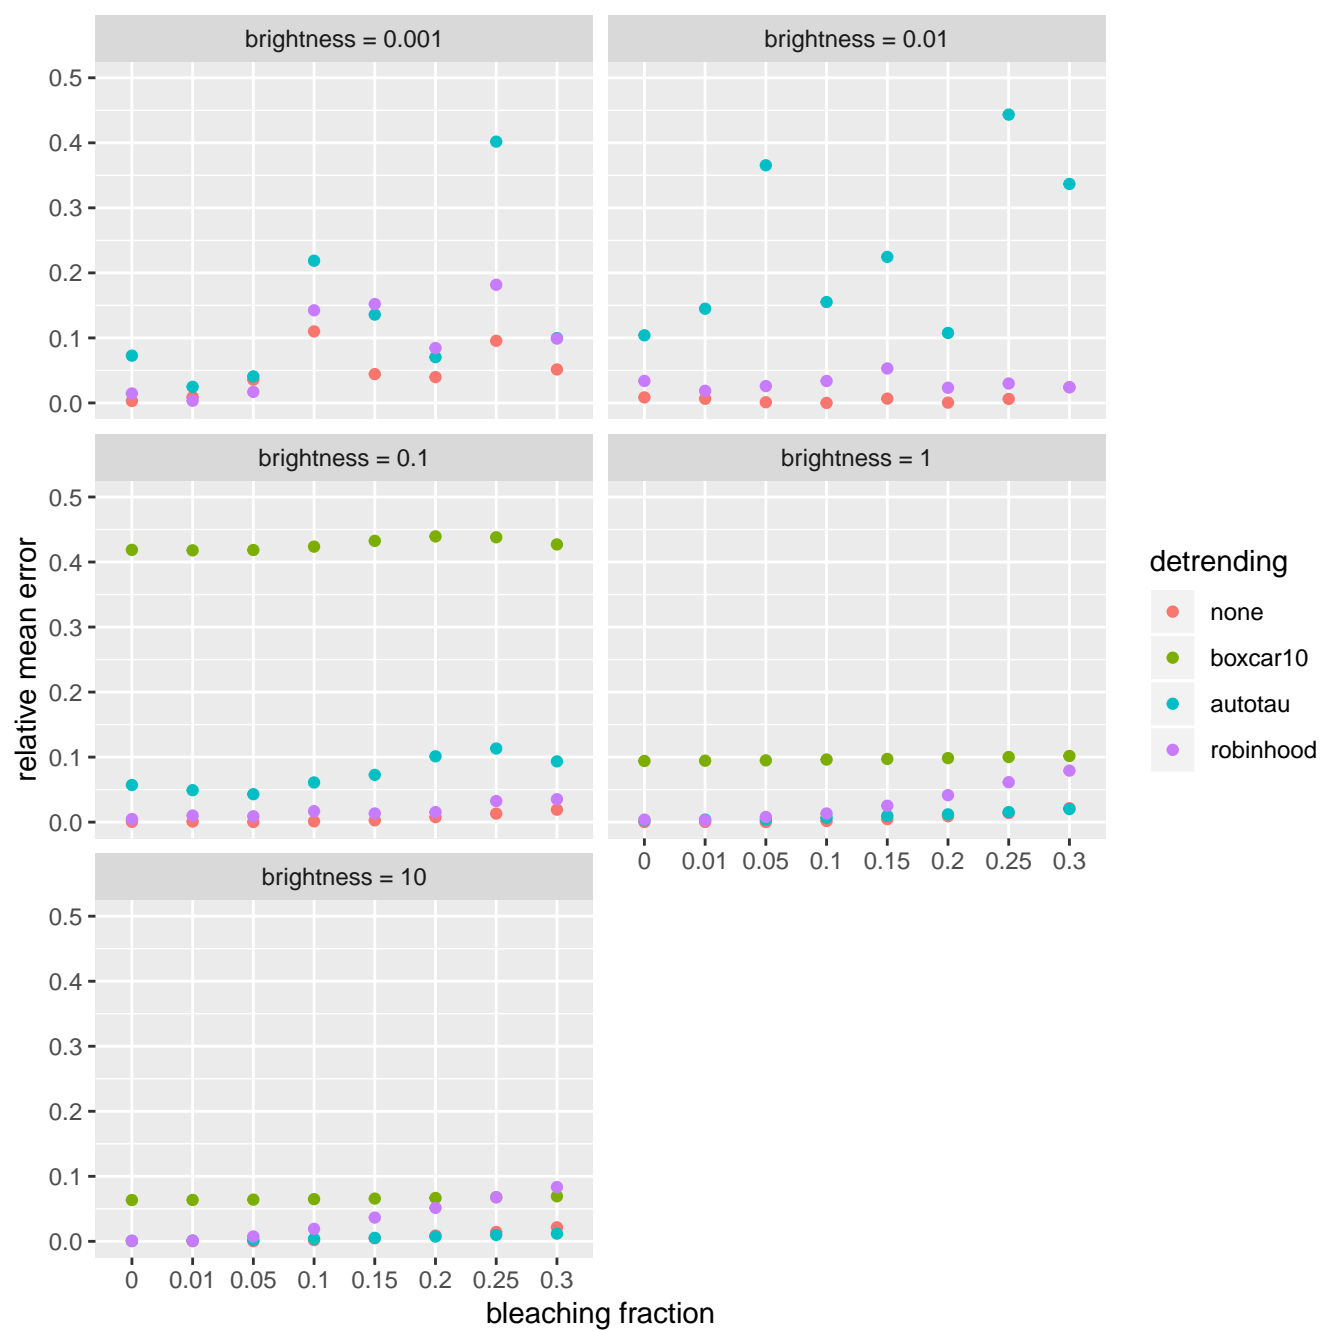 brightness = 0.001
brightness = 0.01
0.5
0.4
0.3
0.2
0.1
0.0
brightness = 0.1
brightness = 1
0.5
0.4
0.3
0.2
0.1
0.0
0 0.01 0.05 0.1 0.15 0.2 0.25 0.3
brightness = 10
0.5
0.4
0.3
0.2
0.1
0.0
0 0.01 0.05 0.1 0.15 0.2 0.25 0.3
bleaching fraction
relative mean error
detrending
none
boxcar10
autotau
robinhood